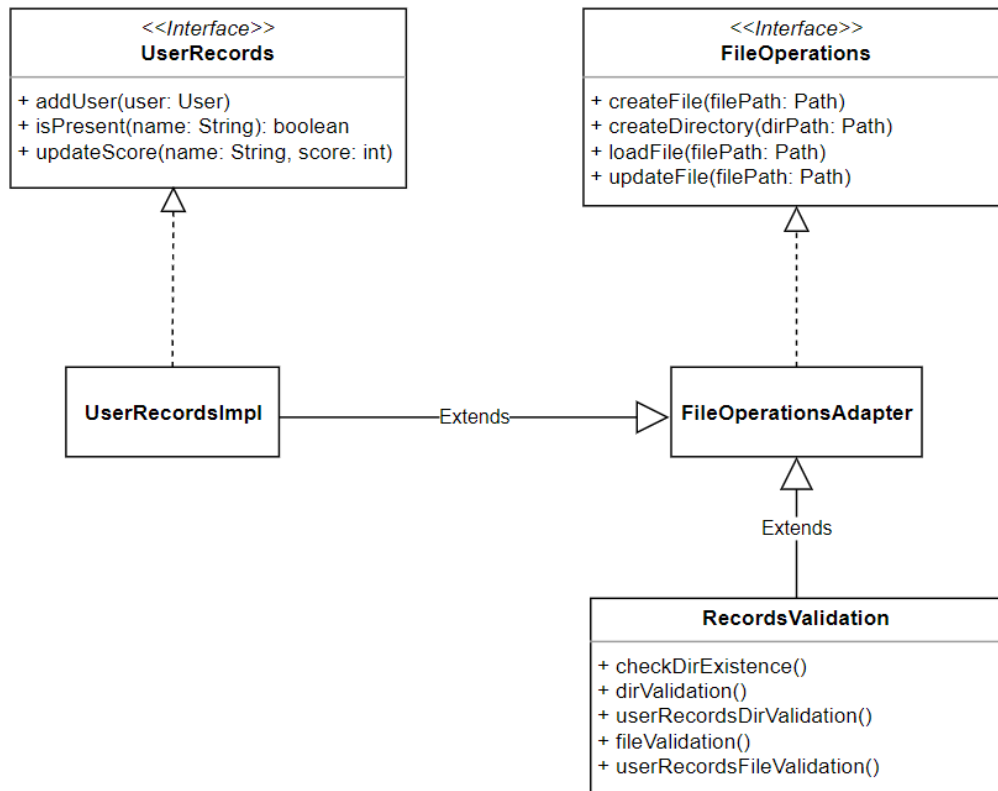 <<Interface>>
UserRecords
+ addUser(user: User)
+ isPresent(name: String): boolean
+ updateScore(name: String, score: int)
<<Interface>>
FileOperations
+ createFile(filePath: Path)
+ createDirectory(dirPath: Path)
+ loadFile(filePath: Path)
+ updateFile(filePath: Path)
UserRecordsImpl
Extends
FileOperationsAdapter
Extends
RecordsValidation
+ checkDirExistence()
+ dirValidation()
+ userRecordsDirValidation()
+ fileValidation()
+ userRecordsFileValidation()